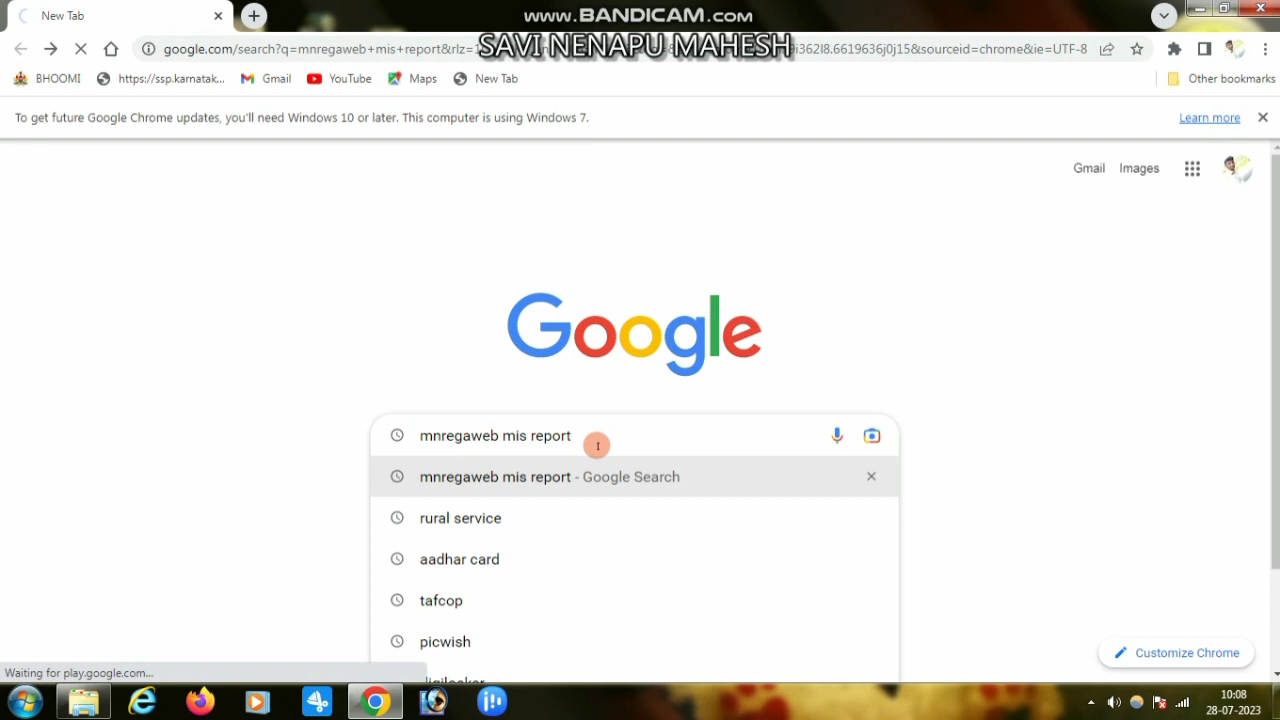 www.BANDICAM.com
New Tab
google.com/search?q=mnregaweb+mis+report&rlz=1
i362l8.6619636j0j15&sourceid=chrome&ie=UTF-8
SAVI NENAPU MAHESH
BHOOMI
https://ssp.karnatak...
Gmail
YouTube
Maps
New Tab
Other bookmarks
To get future Google Chrome updates, you'll need Windows 10 or later. This computer is using Windows 7.
Learn more
Gmail Images
Google
mnregaweb mis report
mnregaweb mis report - Google Search
rural service
aadhar card
tafcop
picwish
digilocker
Customize Chrome
Waiting for play.google.com...
10:08
28-07-2023